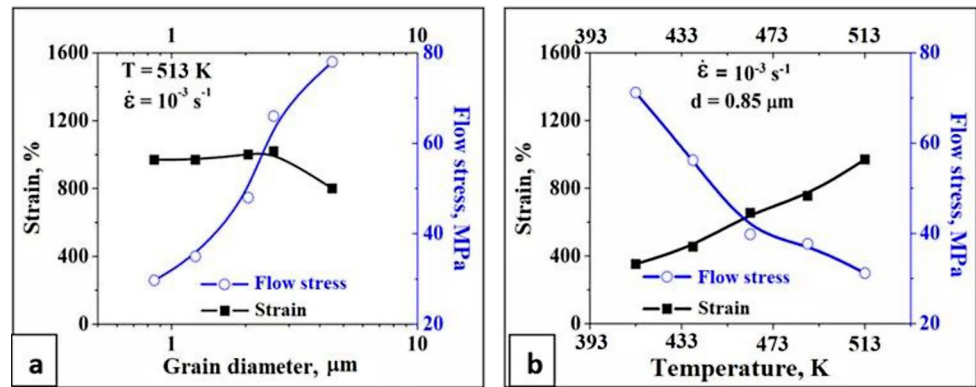 1 10
1600
1200
800
400
0
Strain, %
T = 513 K
ε̇ = 10⁻³ s⁻¹
Flow stress
Strain
80
60
40
20
Flow stress, MPa
1 10
Grain diameter, μm
a
393 433 473 513
1600
1200
800
400
0
Strain, %
ε̇ = 10⁻³ s⁻¹
d = 0.85 μm
Flow stress
Strain
80
60
40
20
Flow stress, MPa
393 433 473 513
Temperature, K
b